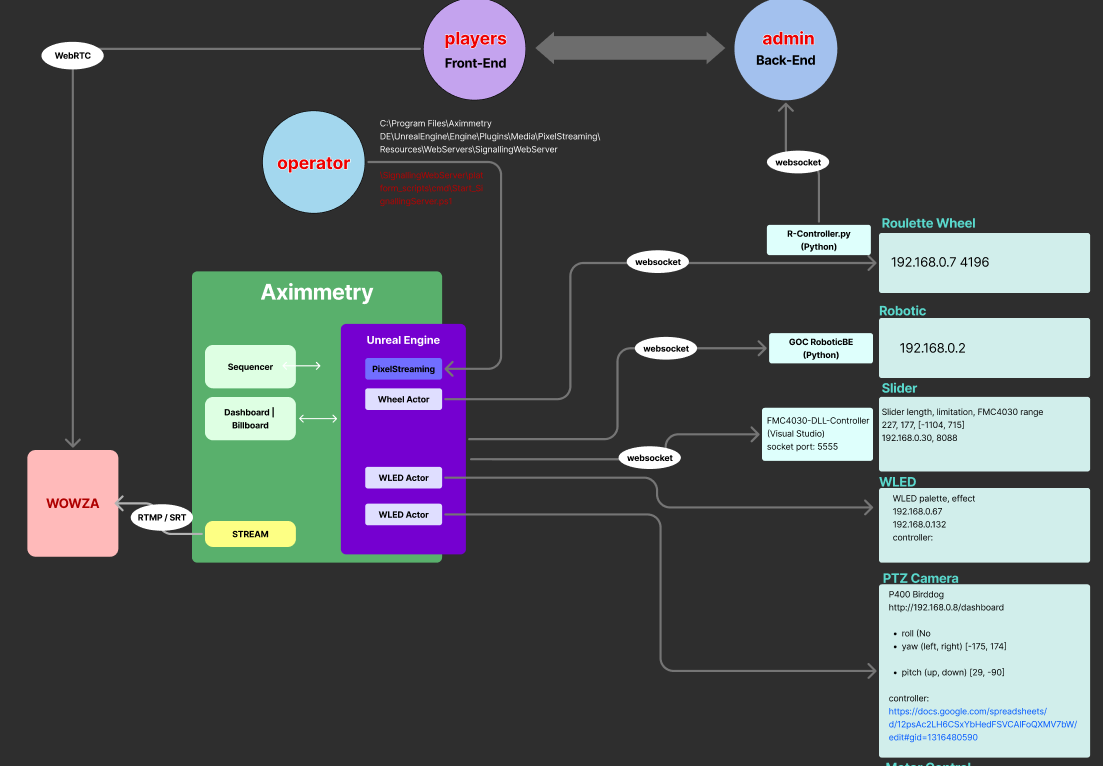 players
Front-End
admin
Back-End
WebRTC
operator
C:\Program Files\Aximmetry
DE\UnrealEngine\Engine\Plugins\Media\PixelStreaming\
Resources\WebServers\SignallingWebServer
websocket
R-Controller.py
(Python)
Roulette Wheel
192.168.0.7 4196
websocket
Aximmetry
Unreal Engine
Sequencer
PixelStreaming
Wheel Actor
Dashboard |
Billboard
WLED Actor
WLED Actor
STREAM
WOWZA
RTMP / SRT
Robotic
websocket
GOC RoboticBE
(Python)
192.168.0.2
Slider
websocket
FMC4030-DLL-Controller
(Visual Studio)
socket port: 5555
Slider length, limitation, FMC4030 range
227, 177, [-1104, 715]
192.168.0.30, 8088
WLED
WLED palette, effect
192.168.0.67
192.168.0.132
controller:
PTZ Camera
P400 Birddog
http://192.168.0.8/dashboard
• roll (No
• yaw (left, right) [-175, 174]
• pitch (up, down) [29, -90]
controller:
https://docs.google.com/spreadsheets/
d/12psAc2LH6CSxYbHedFSVCAlFoQXMV7bW/
edit#gid=1316480590
Motor Control